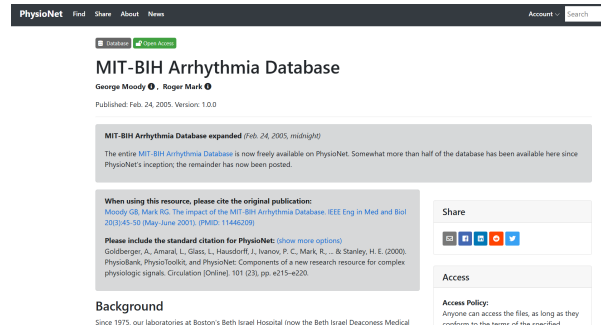 PhysioNet Find Share About News Account Search
Database Open Access
MIT-BIH Arrhythmia Database
George Moody , Roger Mark
Published: Feb. 24, 2005. Version: 1.0.0
MIT-BIH Arrhythmia Database expanded (Feb. 24, 2005, midnight)
The entire MIT-BIH Arrhythmia Database is now freely available on PhysioNet. Somewhat more than half of the database has been available here since
PhysioNet's inception; the remainder has now been posted.
When using this resource, please cite the original publication:
Moody GB, Mark RG. The impact of the MIT-BIH Arrhythmia Database. IEEE Eng in Med and Biol
20(3):45-50 (May-June 2001). (PMID: 11446209)
Please include the standard citation for PhysioNet: (show more options)
Goldberger, A., Amaral, L., Glass, L., Hausdorff, J., Ivanov, P. C., Mark, R., ... & Stanley, H. E. (2000).
PhysioBank, PhysioToolkit, and PhysioNet: Components of a new research resource for complex
physiologic signals. Circulation [Online]. 101 (23), pp. e215–e220.
Share
Access
Access Policy:
Anyone can access the files, as long as they
conform to the terms of the specified
Background
Since 1975, our laboratories at Boston's Beth Israel Hospital (now the Beth Israel Deaconess Medical